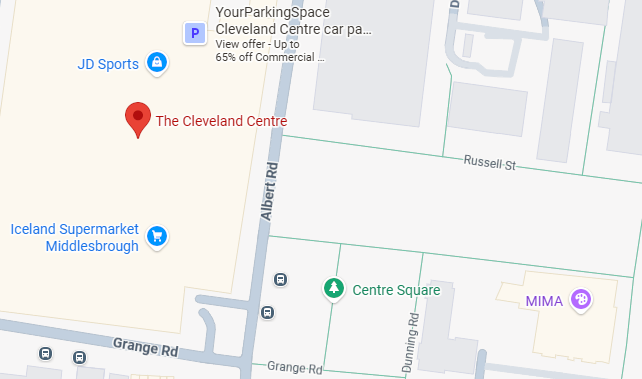 YourParkingSpace
Cleveland Centre car pa...
View offer - Up to
65% off Commercial ...
P
JD Sports
The Cleveland Centre
Russell St
Albert Rd
Iceland Supermarket
Middlesbrough
Centre Square
MIMA
Dunning Rd
Grange Rd
Grange Rd